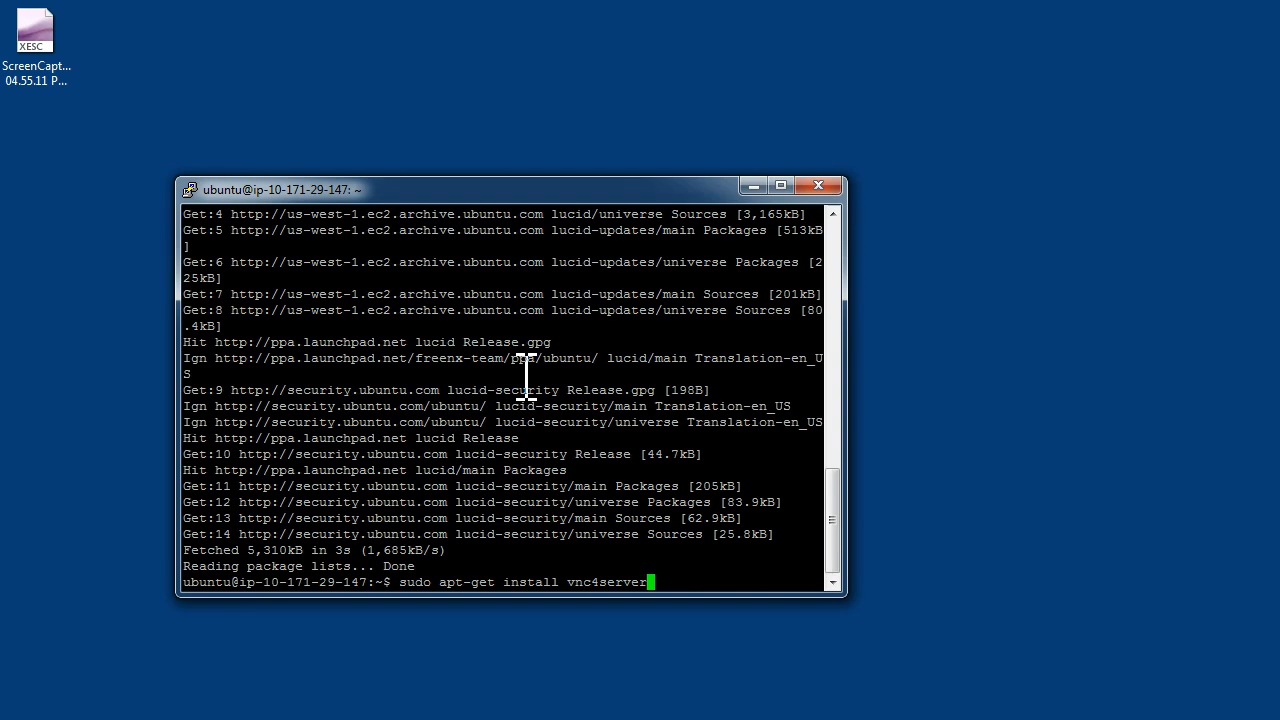 XESC
ScreenCapt...
04.55.11 P...
ubuntu@ip-10-171-29-147: ~
Get:4 http://us-west-1.ec2.archive.ubuntu.com lucid/universe Sources [3,165kB]
Get:5 http://us-west-1.ec2.archive.ubuntu.com lucid-updates/main Packages [513kB
]
Get:6 http://us-west-1.ec2.archive.ubuntu.com lucid-updates/universe Packages [2
25kB]
Get:7 http://us-west-1.ec2.archive.ubuntu.com lucid-updates/main Sources [201kB]
Get:8 http://us-west-1.ec2.archive.ubuntu.com lucid-updates/universe Sources [80
.4kB]
Hit http://ppa.launchpad.net lucid Release.gpg
Ign http://ppa.launchpad.net/freenx-team/ppa/ubuntu/ lucid/main Translation-en_U
S
Get:9 http://security.ubuntu.com lucid-security Release.gpg [198B]
Ign http://security.ubuntu.com/ubuntu/ lucid-security/main Translation-en_US
Ign http://security.ubuntu.com/ubuntu/ lucid-security/universe Translation-en_US
Hit http://ppa.launchpad.net lucid Release
Get:10 http://security.ubuntu.com lucid-security Release [44.7kB]
Hit http://ppa.launchpad.net lucid/main Packages
Get:11 http://security.ubuntu.com lucid-security/main Packages [205kB]
Get:12 http://security.ubuntu.com lucid-security/universe Packages [83.9kB]
Get:13 http://security.ubuntu.com lucid-security/main Sources [62.9kB]
Get:14 http://security.ubuntu.com lucid-security/universe Sources [25.8kB]
Fetched 5,310kB in 3s (1,685kB/s)
Reading package lists... Done
ubuntu@ip-10-171-29-147:~$ sudo apt-get install vnc4server